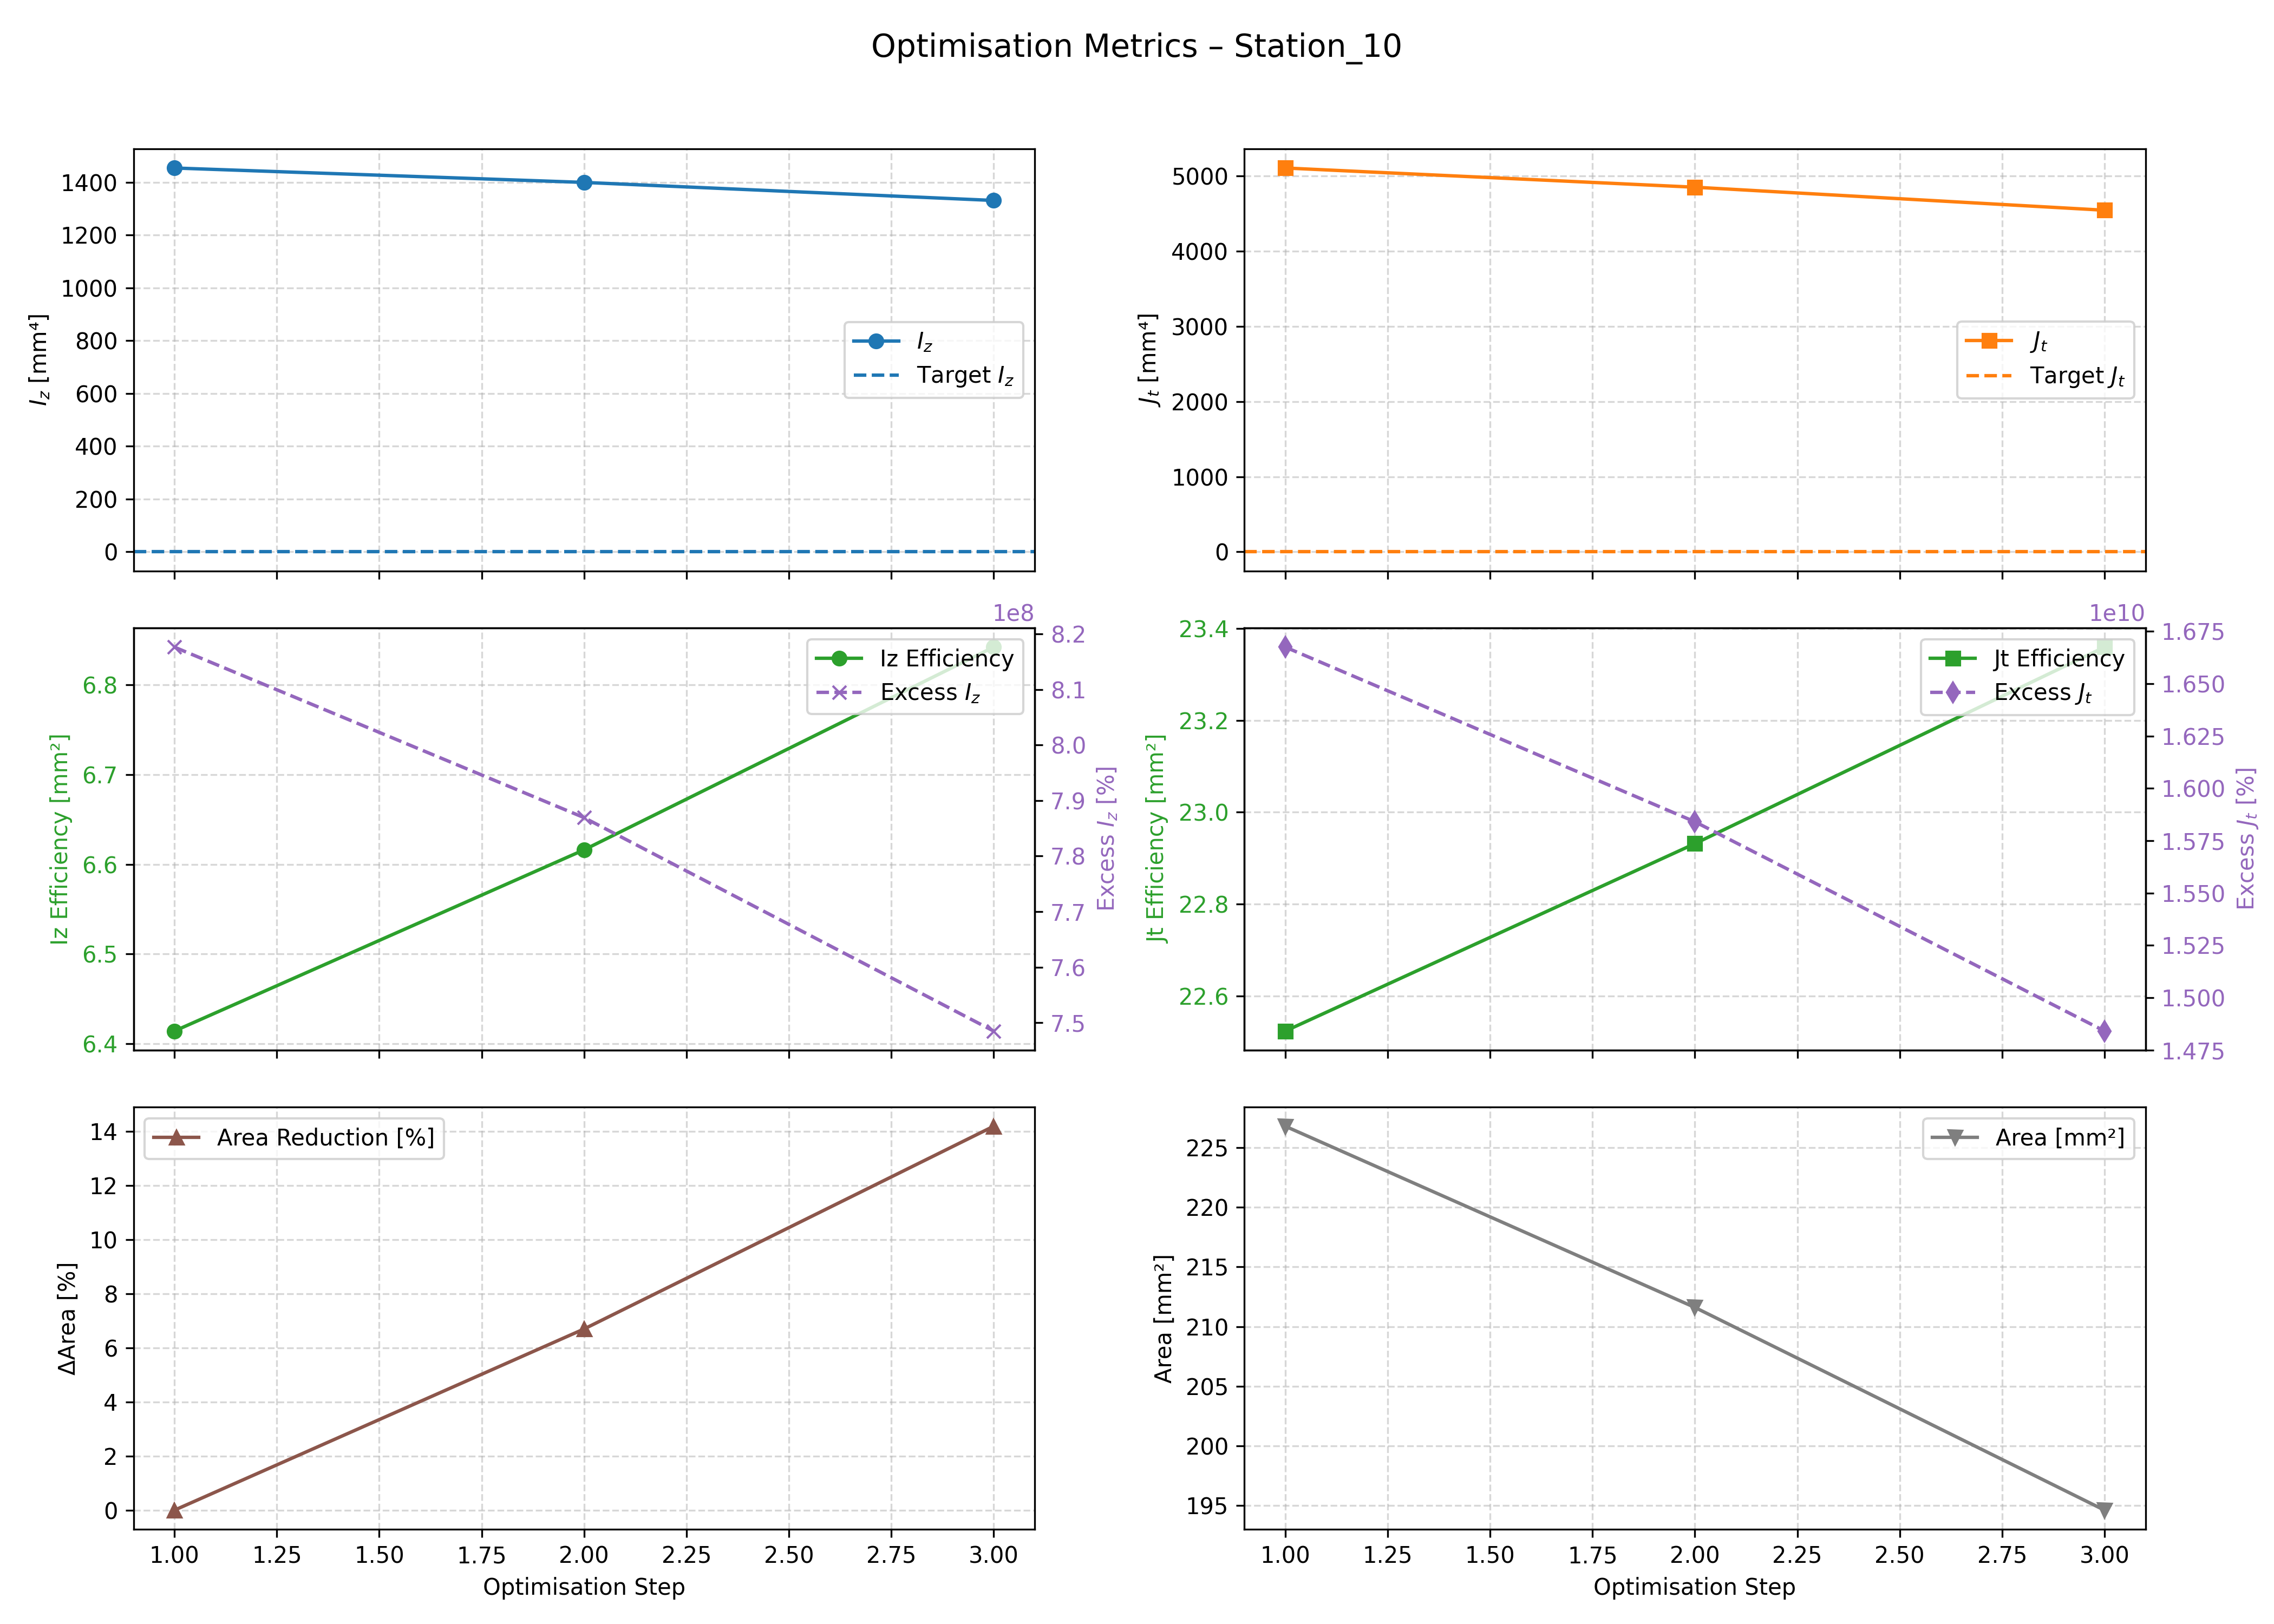 Optimisation Metrics – Station_10
1400
1200
1000
800
600
400
200
0
I_z [mm⁴]
I_z
Target I_z
5000
4000
3000
2000
1000
0
J_t [mm⁴]
J_t
Target J_t
1e8
6.8
6.7
6.6
6.5
6.4
Iz Efficiency [mm²]
Iz Efficiency
Excess I_z
8.2
8.1
8.0
7.9
7.8
7.7
7.6
7.5
Excess I_z [%]
1e10
23.4
23.2
23.0
22.8
22.6
Jt Efficiency [mm²]
Jt Efficiency
Excess J_t
1.675
1.650
1.625
1.600
1.575
1.550
1.525
1.500
1.475
Excess J_t [%]
14
12
10
8
6
4
2
0
ΔArea [%]
Area Reduction [%]
1.00 1.25 1.50 1.75 2.00 2.25 2.50 2.75 3.00
Optimisation Step
225
220
215
210
205
200
195
Area [mm²]
Area [mm²]
1.00 1.25 1.50 1.75 2.00 2.25 2.50 2.75 3.00
Optimisation Step